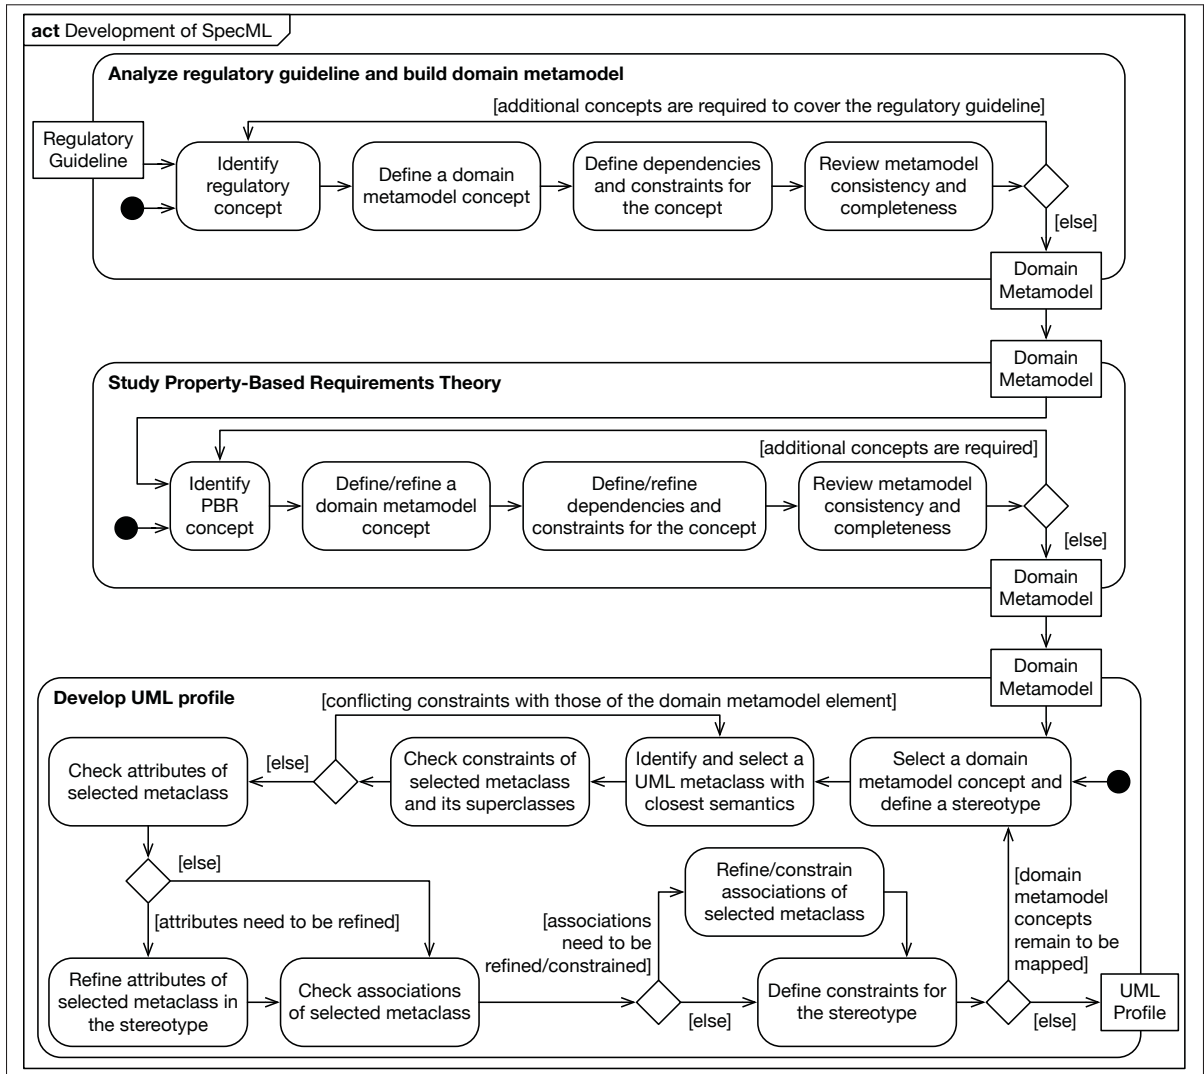 act Development of SpecML
Analyze regulatory guideline and build domain metamodel
[additional concepts are required to cover the regulatory guideline]
Regulatory
Guideline
Identify
regulatory
concept
Define a domain
metamodel concept
Define dependencies
and constraints for
the concept
Review metamodel
consistency and
completeness
[else]
Domain
Metamodel
Domain
Metamodel
Study Property-Based Requirements Theory
[additional concepts are required]
Identify
PBR
concept
Define/refine a
domain metamodel
concept
Define/refine
dependencies and
constraints for the concept
Review metamodel
consistency and
completeness
[else]
Domain
Metamodel
Domain
Metamodel
Develop UML profile
[conflicting constraints with those of the domain metamodel element]
Check attributes of
selected metaclass
[else]
Check constraints of
selected metaclass
and its superclasses
Identify and select a
UML metaclass with
closest semantics
Select a domain
metamodel concept and
define a stereotype
[else]
[attributes need to be refined]
Refine attributes of
selected metaclass in
the stereotype
Check associations
of selected metaclass
[associations
need to be
refined/constrained]
Refine/constrain
associations of
selected metaclass
[else]
Define constraints for
the stereotype
[domain
metamodel
concepts
remain to be
mapped]
[else]
UML
Profile